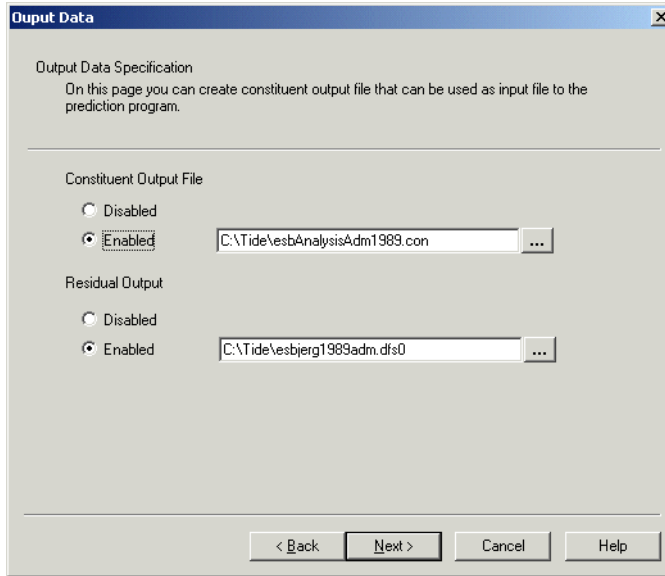 Ouput Data
Output Data Specification
On this page you can create constituent output file that can be used as input file to the
prediction program.
Constituent Output File
Disabled
Enabled C:\Tide\esbAnalysisAdm1989.con ...
Residual Output
Disabled
Enabled C:\Tide\esbjerg1989adm.dfs0 ...
< Back Next > Cancel Help